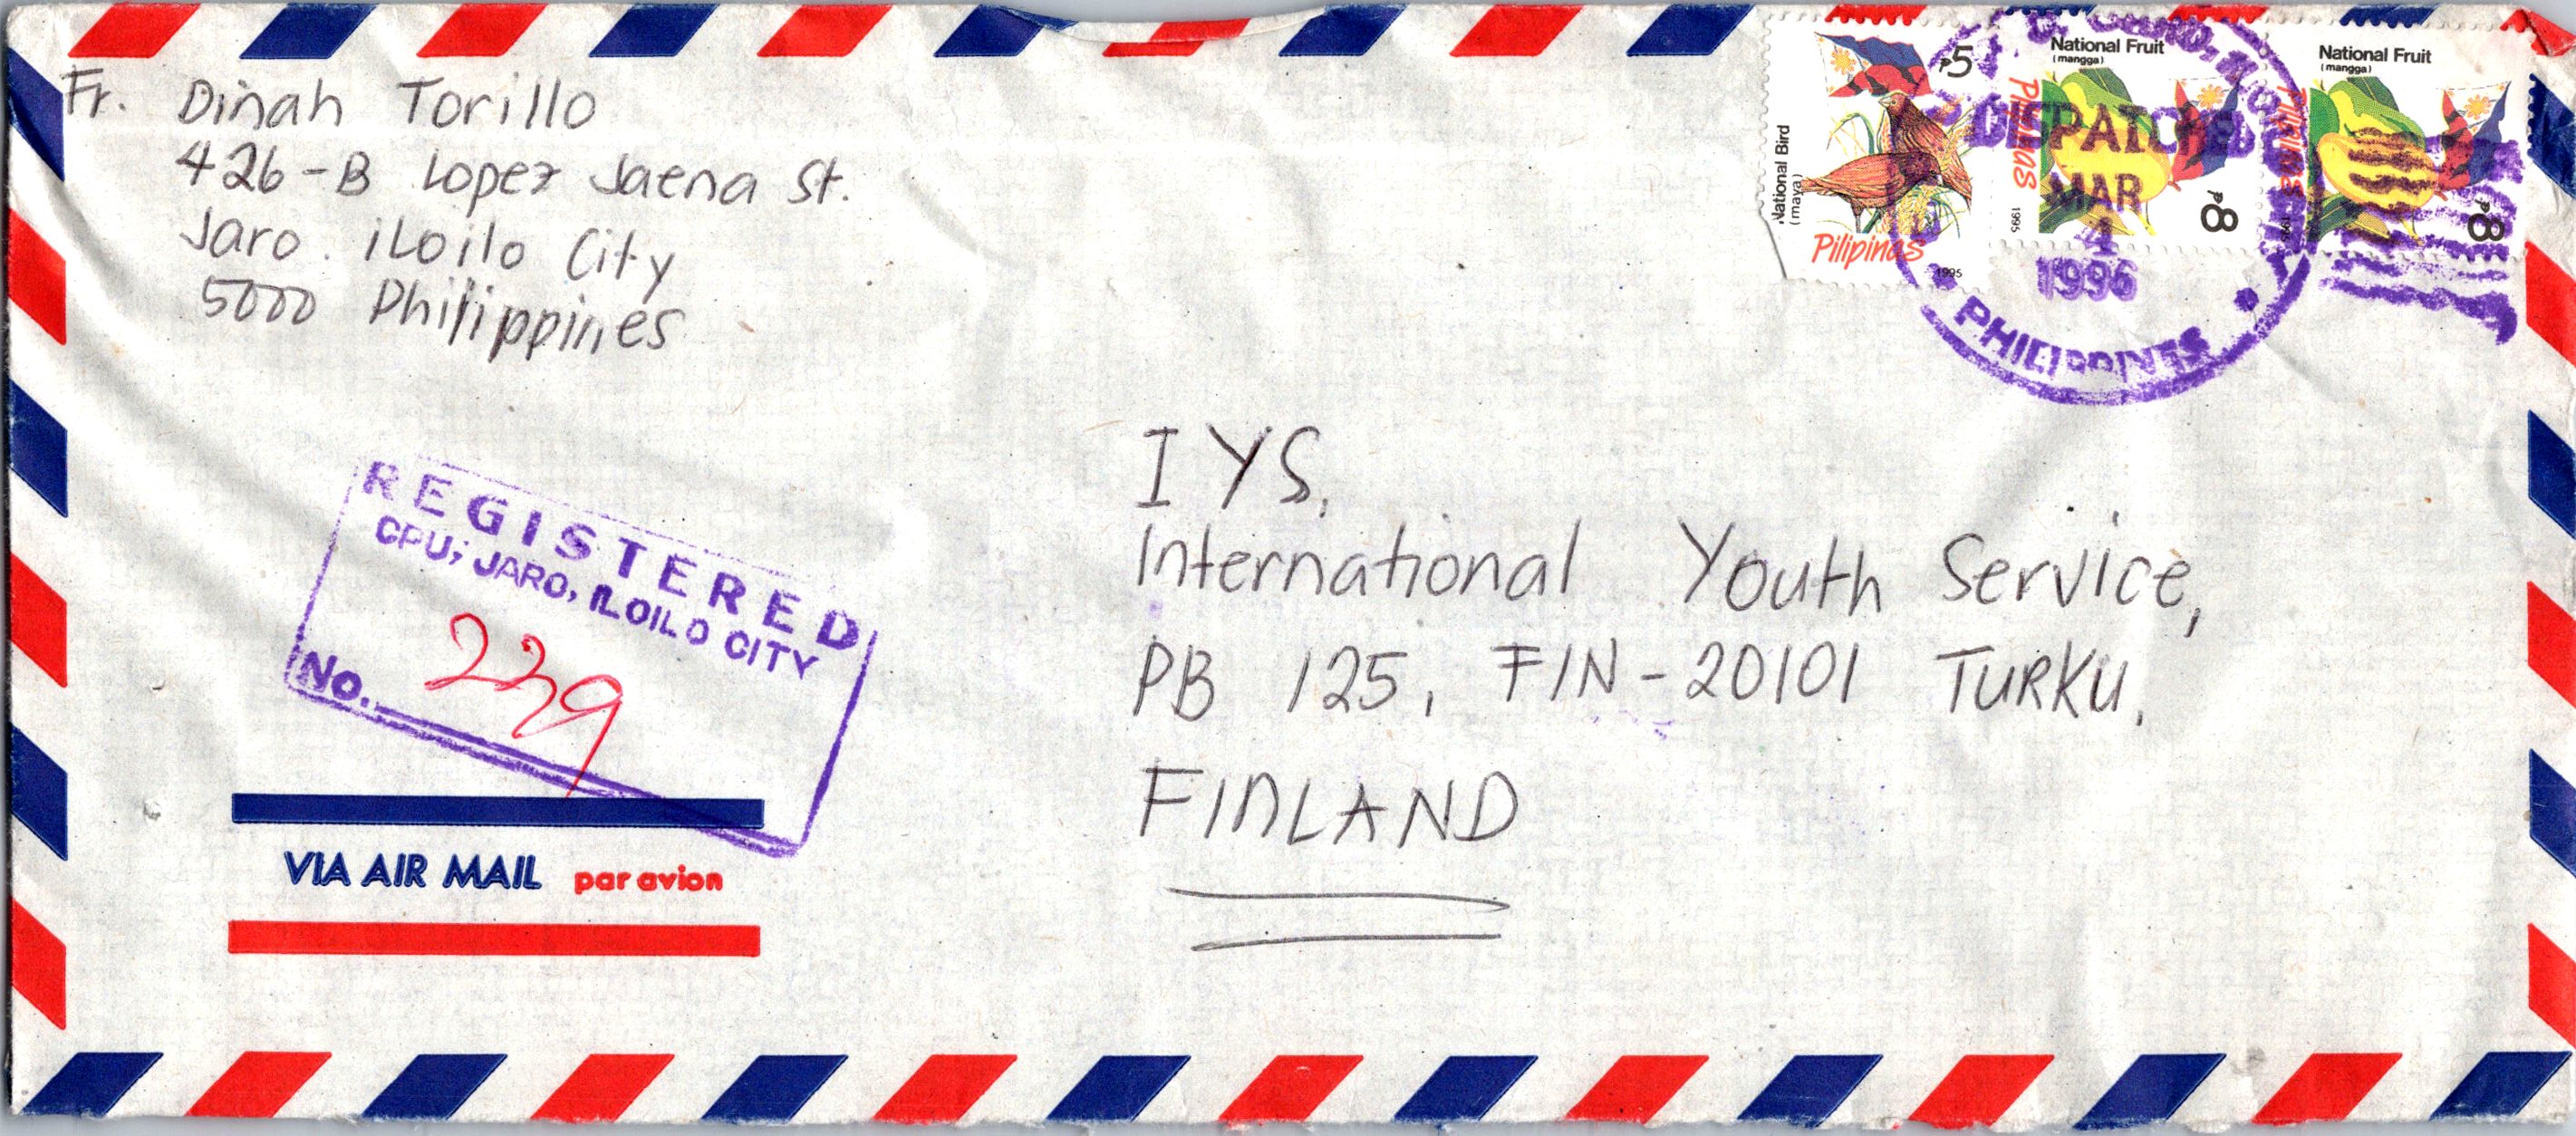 Fr. Dinah Torillo
426-B Lopez Jaena St.
Jaro. iloilo City
5000 Philippines
National Bird
(maya)
₱5
Pilipinas
1995
National Fruit
(mangga)
Pilipinas
1995
₱8
National Fruit
(mangga)
Pilipinas
₱8
DISPATCHED
MAR
4
1996
PHILIPPINES
REGISTERED
CPU, JARO, ILOILO CITY
No. 239
IYS,
International Youth Service,
PB 125, FIN-20101 TURKU.
FINLAND
VIA AIR MAIL par avion